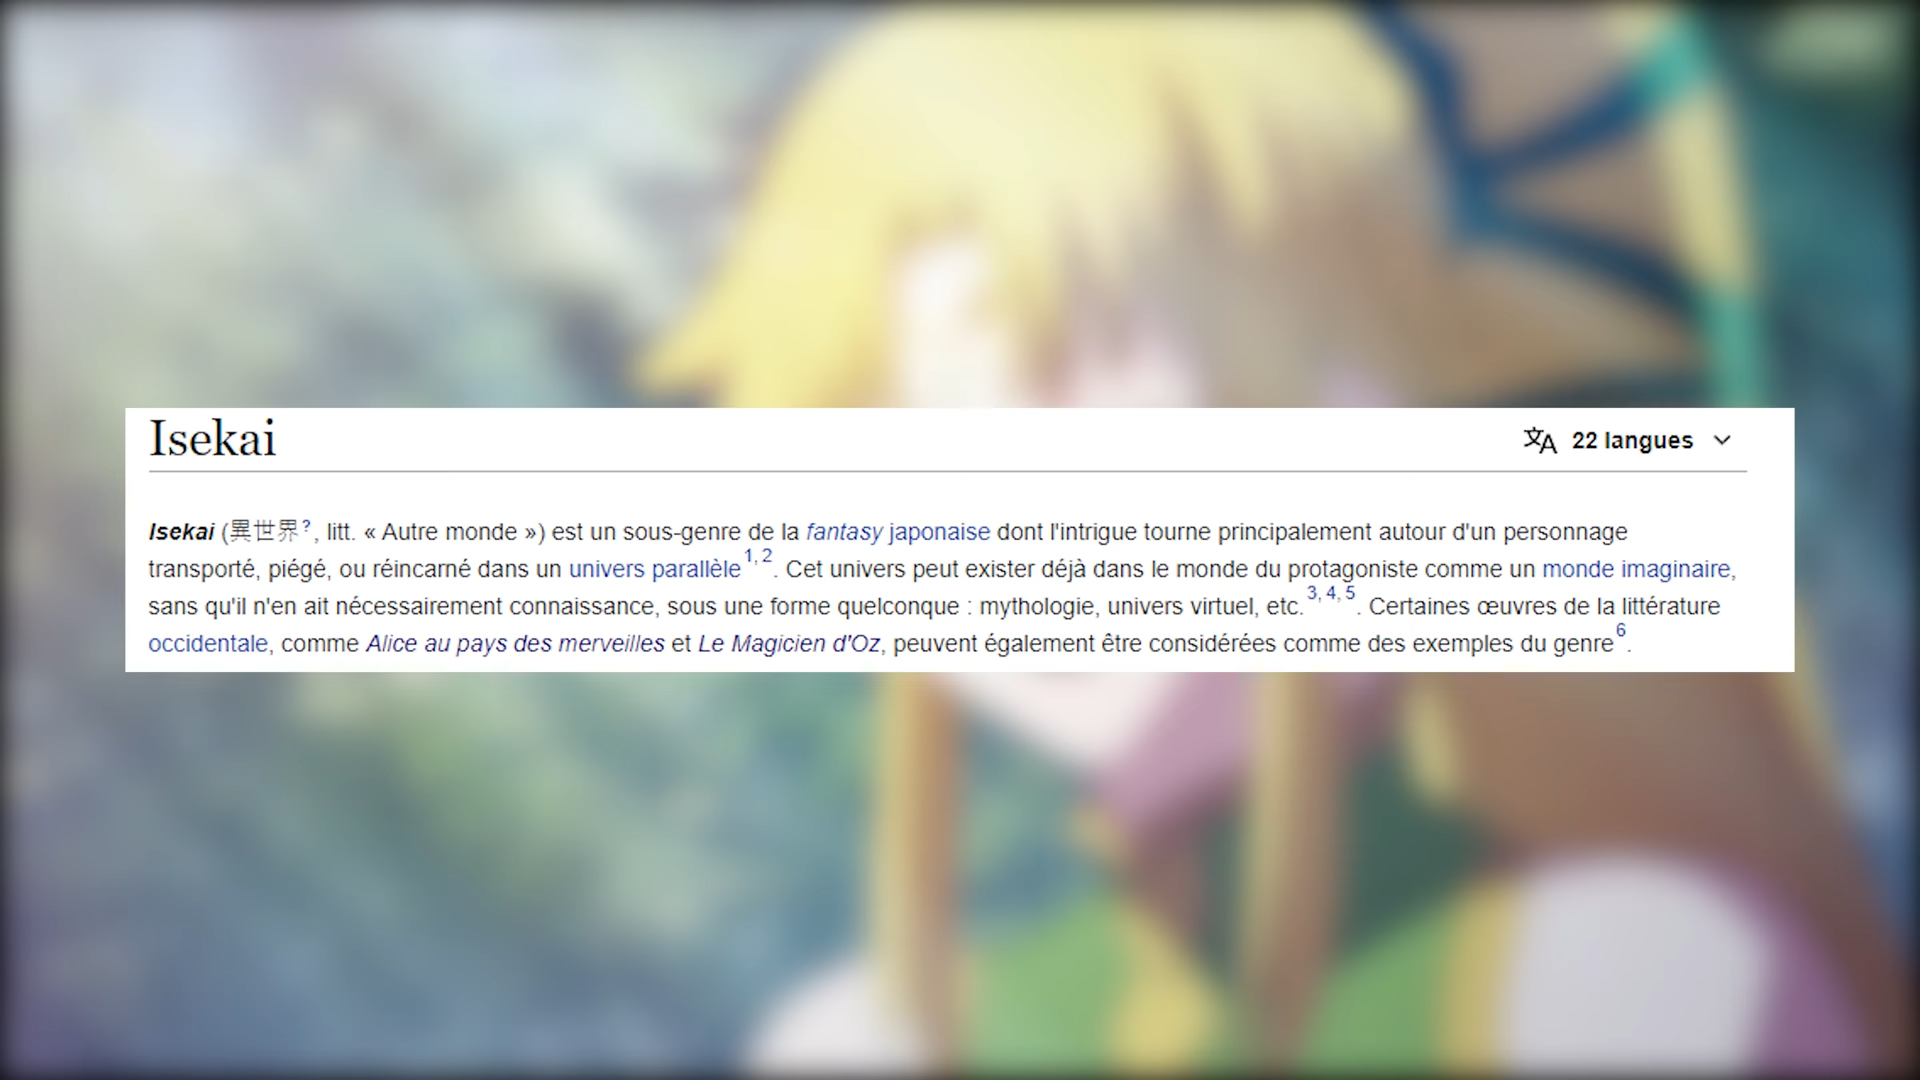 Isekai
22 langues
Isekai (異世界?, litt. « Autre monde ») est un sous-genre de la fantasy japonaise dont l'intrigue tourne principalement autour d'un personnage
transporté, piégé, ou réincarné dans un univers parallèle1, 2. Cet univers peut exister déjà dans le monde du protagoniste comme un monde imaginaire,
sans qu'il n'en ait nécessairement connaissance, sous une forme quelconque : mythologie, univers virtuel, etc.3, 4, 5. Certaines œuvres de la littérature
occidentale, comme Alice au pays des merveilles et Le Magicien d'Oz, peuvent également être considérées comme des exemples du genre6.